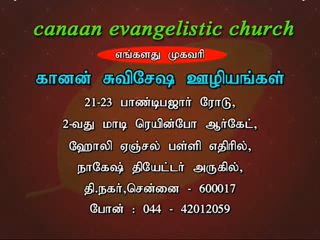 canaan evangelistic church
எங்களது முகவரி
கானன் சுவிசேஷ ஊழியங்கள்
21-23 பாண்டிபஜார் ரோடு,
2-வது மாடி ரெயின்போ ஆர்கேட்,
ஹோலி ஏஞ்சல் பள்ளி எதிரில்,
நாகேஷ் தியேட்டர் அருகில்,
தி.நகர்,சென்னை - 600017
போன் : 044 - 42012059